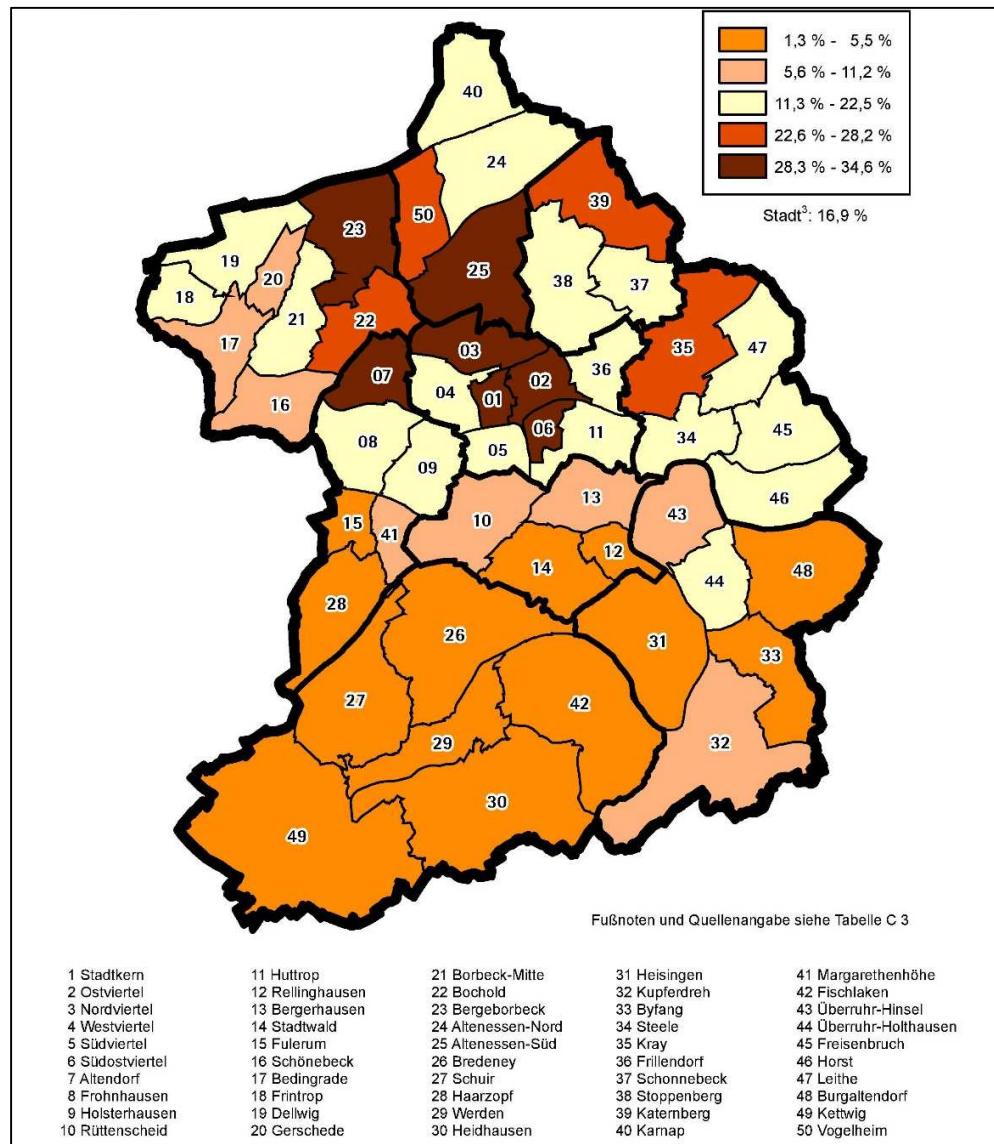 1,3 % - 5,5 %
5,6 % - 11,2 %
11,3 % - 22,5 %
22,6 % - 28,2 %
28,3 % - 34,6 %
Stadt³: 16,9 %
40
24
50
39
23
25
19
20
38
37
18
21
22
17
03
35
47
07
36
04
02
01
16
06
11
34
45
08
05
09
46
13
43
15
41
10
12
14
44
48
28
26
31
33
27
42
29
32
30
49
Fußnoten und Quellenangabe siehe Tabelle C 3
1 Stadtkern
2 Ostviertel
3 Nordviertel
4 Westviertel
5 Südviertel
6 Südostviertel
7 Altendorf
8 Frohnhausen
9 Holsterhausen
10 Rüttenscheid
11 Huttrop
12 Rellinghausen
13 Bergerhausen
14 Stadtwald
15 Fulerum
16 Schönebeck
17 Bedingrade
18 Frintrop
19 Dellwig
20 Gerschede
21 Borbeck-Mitte
22 Bochold
23 Bergeborbeck
24 Altenessen-Nord
25 Altenessen-Süd
26 Bredeney
27 Schuir
28 Haarzopf
29 Werden
30 Heidhausen
31 Heisingen
32 Kupferdreh
33 Byfang
34 Steele
35 Kray
36 Frillendorf
37 Schonnebeck
38 Stoppenberg
39 Katernberg
40 Karnap
41 Margarethenhöhe
42 Fischlaken
43 Überruhr-Hinsel
44 Überruhr-Holthausen
45 Freisenbruch
46 Horst
47 Leithe
48 Burgaltendorf
49 Kettwig
50 Vogelheim